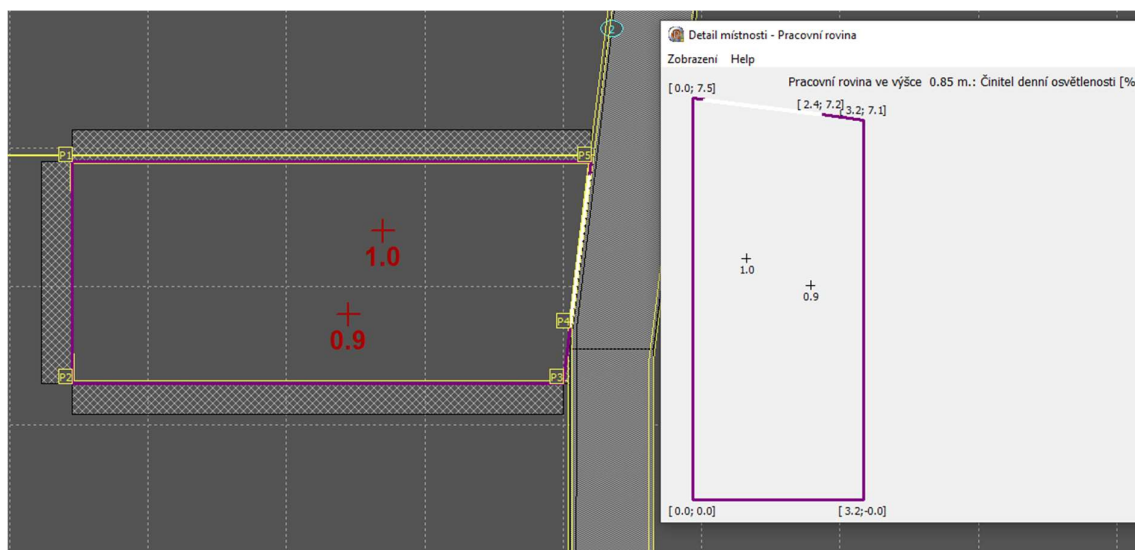 2
P1
P5
1.0
0.9
P4
P2
P3
Detail místnosti - Pracovní rovina
Zobrazení Help
Pracovní rovina ve výšce 0.85 m.: Činitel denní osvětlenosti [%
[ 0.0; 7.5]
[ 2.4; 7.2]
[ 3.2; 7.1]
1.0
0.9
[ 0.0; 0.0]
[ 3.2;-0.0]